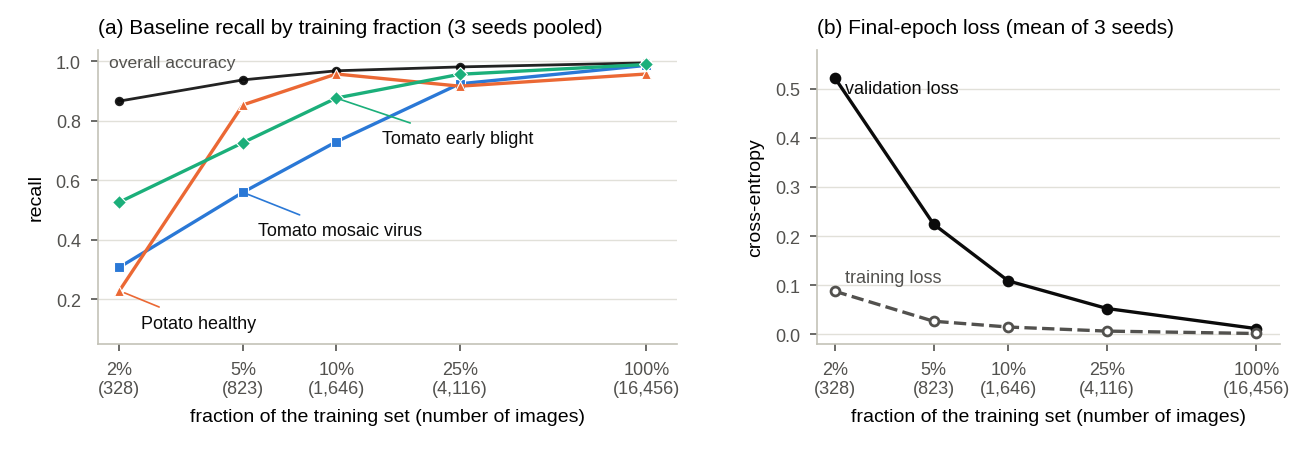 (a) Baseline recall by training fraction (3 seeds pooled)
recall
1.0
0.8
0.6
0.4
0.2
overall accuracy
Tomato early blight
Tomato mosaic virus
Potato healthy
2% 5% 10% 25% 100%
(328) (823) (1,646) (4,116) (16,456)
fraction of the training set (number of images)
(b) Final-epoch loss (mean of 3 seeds)
cross-entropy
0.5
0.4
0.3
0.2
0.1
0.0
validation loss
training loss
2% 5% 10% 25% 100%
(328) (823) (1,646) (4,116) (16,456)
fraction of the training set (number of images)